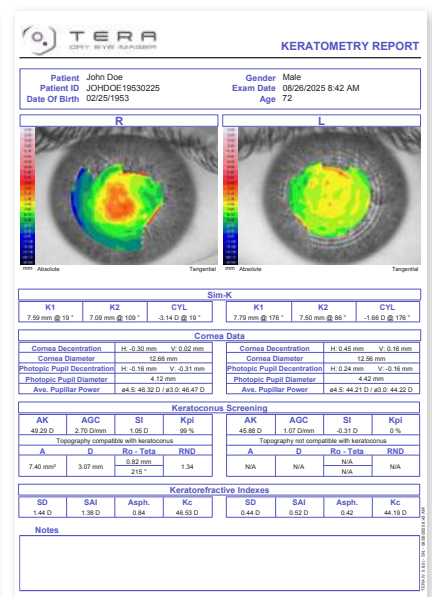 TERA
DRY EYE IMAGER
KERATOMETRY REPORT
Patient John Doe Gender Male
Patient ID JOHDOE19530225 Exam Date 08/26/2025 8:42 AM
Date Of Birth 02/25/1953 Age 72
R L
mm Absolute Tangential mm Absolute Tangential
Sim-K
K1 K2 CYL K1 K2 CYL
7.59 mm @ 19 ° 7.09 mm @ 109 ° -3.14 D @ 19 ° 7.79 mm @ 176 ° 7.50 mm @ 86 ° -1.66 D @ 176 °
Cornea Data
Cornea Decentration H: -0.30 mm V: 0.02 mm Cornea Decentration H: 0.45 mm V: 0.16 mm
Cornea Diameter 12.66 mm Cornea Diameter 12.56 mm
Photopic Pupil Decentration H: -0.16 mm V: -0.31 mm Photopic Pupil Decentration H: 0.24 mm V: -0.16 mm
Photopic Pupil Diameter 4.12 mm Photopic Pupil Diameter 4.42 mm
Ave. Pupillar Power ø4.5: 46.32 D / ø3.0: 46.47 D Ave. Pupillar Power ø4.5: 44.21 D / ø3.0: 44.22 D
Keratoconus Screening
AK AGC SI Kpi AK AGC SI Kpi
49.29 D 2.70 D/mm 1.05 D 99 % 45.88 D 1.07 D/mm -0.31 D 0 %
Topography compatible with keratoconus Topography not compatible with keratoconus
A D Ro - Teta RND A D Ro - Teta RND
7.40 mm² 3.07 mm 0.82 mm 1.34 N/A N/A N/A N/A
215 ° N/A
Keratorefractive Indexes
SD SAI Asph. Kc SD SAI Asph. Kc
1.44 D 1.38 D 0.84 46.53 D 0.44 D 0.52 D 0.42 44.19 D
Notes